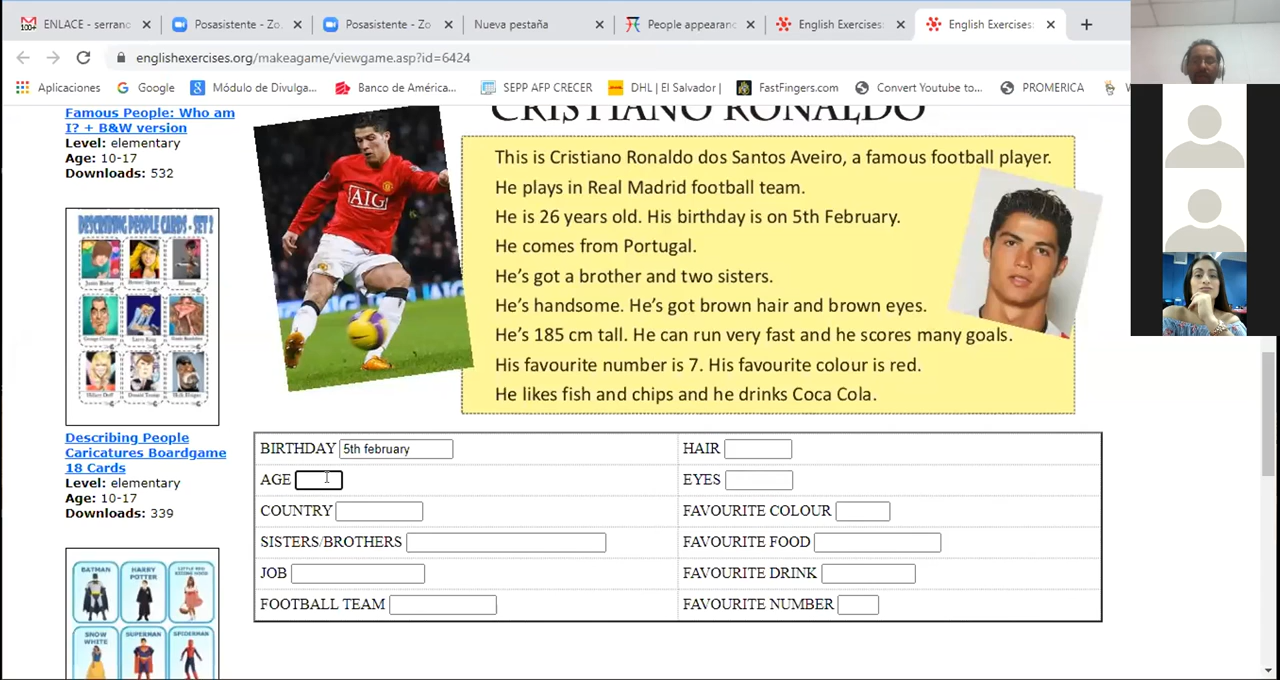 ENLACE - serrano
Posasistente - Zo.
Posasistente - Zo
Nueva pestaña
People appearanc
English Exercises:
English Exercises:
englishexercises.org/makeagame/viewgame.asp?id=6424
Aplicaciones
Google
Módulo de Divulga...
Banco de América...
SEPP AFP CRECER
DHL | El Salvador |
FastFingers.com
Convert Youtube to...
PROMERICA
Famous People: Who am
I? + B&W version
Level: elementary
Age: 10-17
Downloads: 532
DESCRIBING PEOPLE CARDS - SET 2
Describing People
Caricatures Boardgame
18 Cards
Level: elementary
Age: 10-17
Downloads: 339
BATMAN
HARRY POTTER
LITTLE RED RIDING HOOD
SNOW WHITE
SUPERMAN
SPIDERMAN
CRISTIANO RONALDO
AIG
This is Cristiano Ronaldo dos Santos Aveiro, a famous football player.
He plays in Real Madrid football team.
He is 26 years old. His birthday is on 5th February.
He comes from Portugal.
He's got a brother and two sisters.
He's handsome. He's got brown hair and brown eyes.
He's 185 cm tall. He can run very fast and he scores many goals.
His favourite number is 7. His favourite colour is red.
He likes fish and chips and he drinks Coca Cola.
BIRTHDAY 5th february
AGE
COUNTRY
SISTERS/BROTHERS
JOB
FOOTBALL TEAM
HAIR
EYES
FAVOURITE COLOUR
FAVOURITE FOOD
FAVOURITE DRINK
FAVOURITE NUMBER